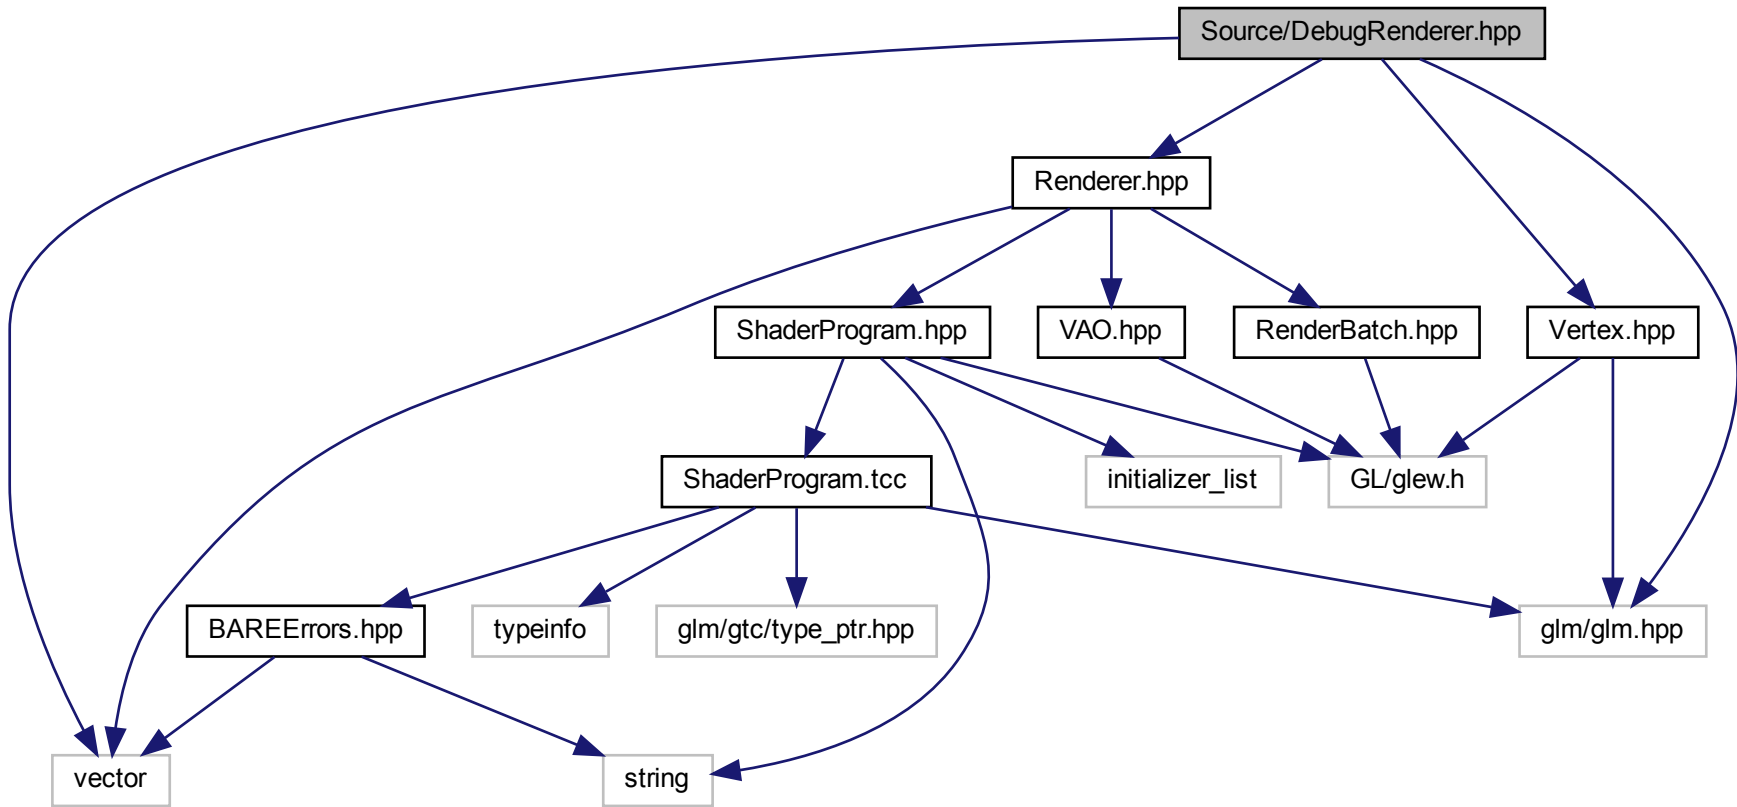 Source/DebugRenderer.hpp
Renderer.hpp
ShaderProgram.hpp
VAO.hpp
RenderBatch.hpp
Vertex.hpp
ShaderProgram.tcc
initializer_list
GL/glew.h
BAREErrors.hpp
typeinfo
glm/gtc/type_ptr.hpp
glm/glm.hpp
vector
string